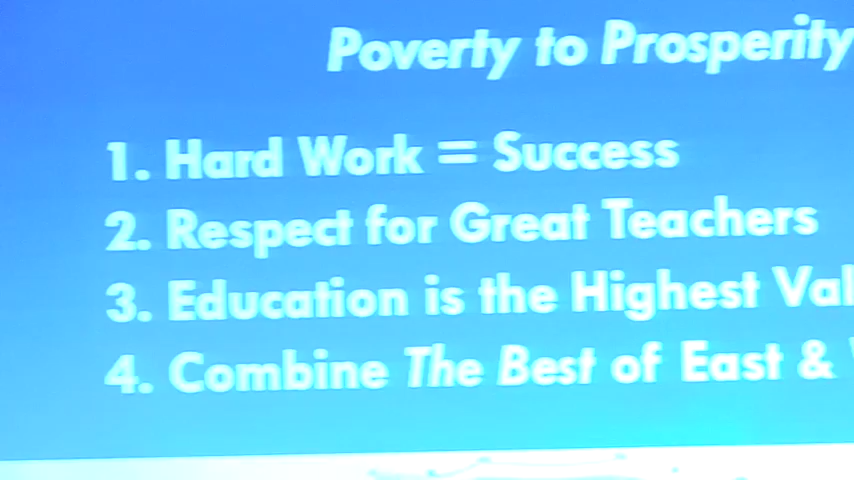 Poverty to Prosperity
1. Hard Work = Success
2. Respect for Great Teachers
3. Education is the Highest Val
4. Combine The Best of East &